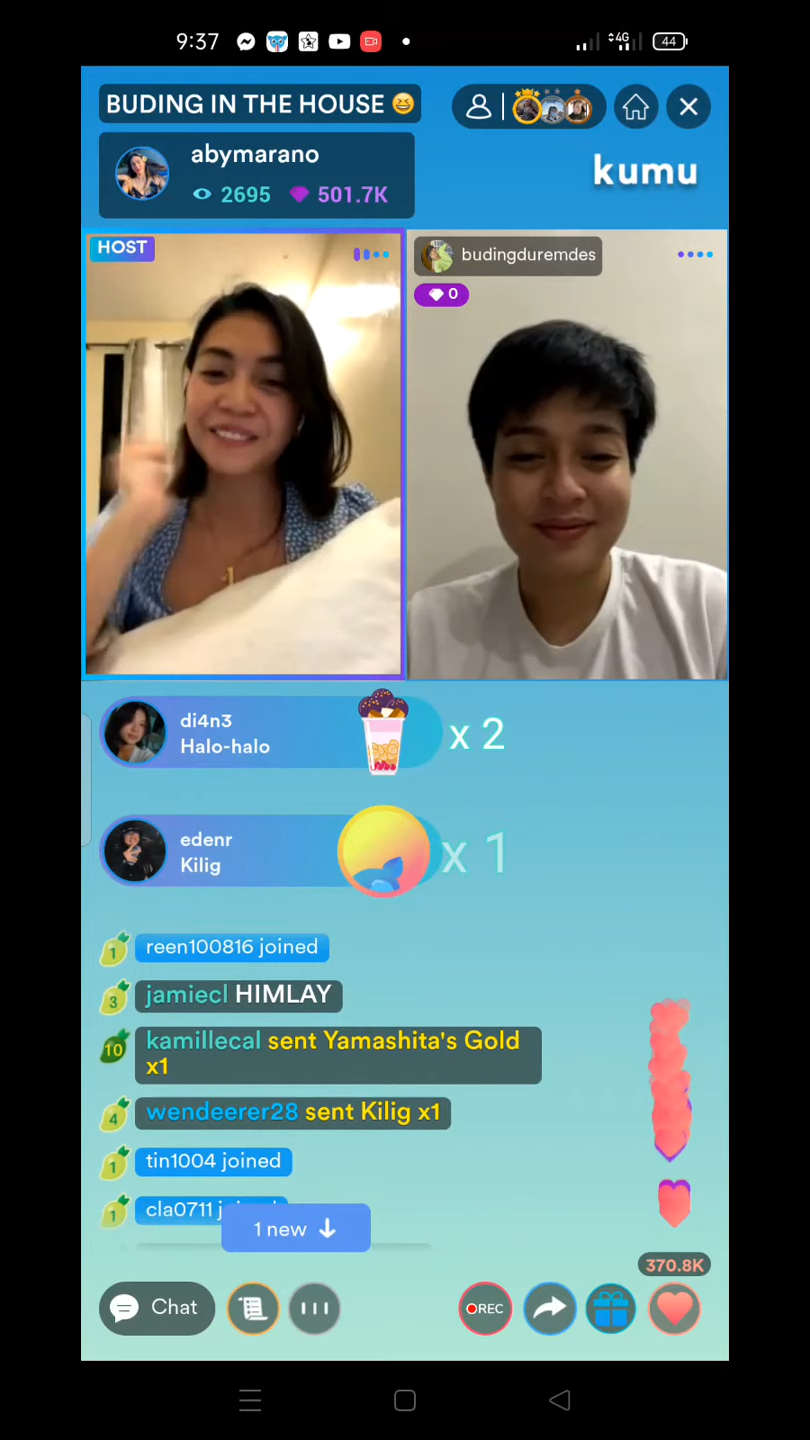 9:37
4G
44
BUDING IN THE HOUSE 😆
abymarano
2695 501.7K
kumu
HOST
budingduremdes
0
di4n3
Halo-halo
x 2
edenr
Kilig
x 1
1 reen100816 joined
3 jamiecl HIMLAY
10 kamillecal sent Yamashita's Gold
x1
4 wendeerer28 sent Kilig x1
1 tin1004 joined
1 cla0711 j
1 new
370.8K
Chat
REC